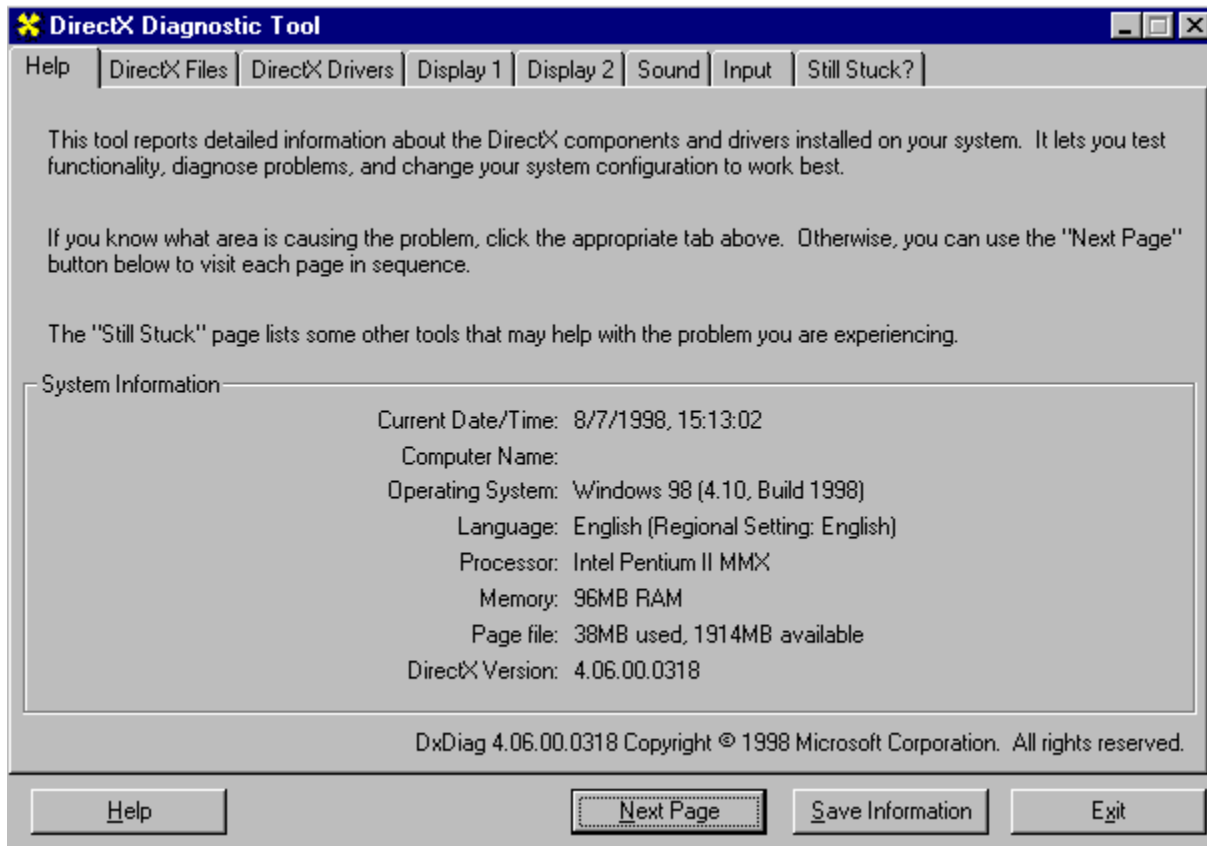 DirectX Diagnostic Tool
Help DirectX Files DirectX Drivers Display 1 Display 2 Sound Input Still Stuck?
This tool reports detailed information about the DirectX components and drivers installed on your system.  It lets you test
functionality, diagnose problems, and change your system configuration to work best.
If you know what area is causing the problem, click the appropriate tab above.  Otherwise, you can use the "Next Page"
button below to visit each page in sequence.
The "Still Stuck" page lists some other tools that may help with the problem you are experiencing.
System Information
Current Date/Time: 8/7/1998, 15:13:02
Computer Name:
Operating System: Windows 98 (4.10, Build 1998)
Language: English (Regional Setting: English)
Processor: Intel Pentium II MMX
Memory: 96MB RAM
Page file: 38MB used, 1914MB available
DirectX Version: 4.06.00.0318
DxDiag 4.06.00.0318 Copyright © 1998 Microsoft Corporation.  All rights reserved.
Help Next Page Save Information Exit